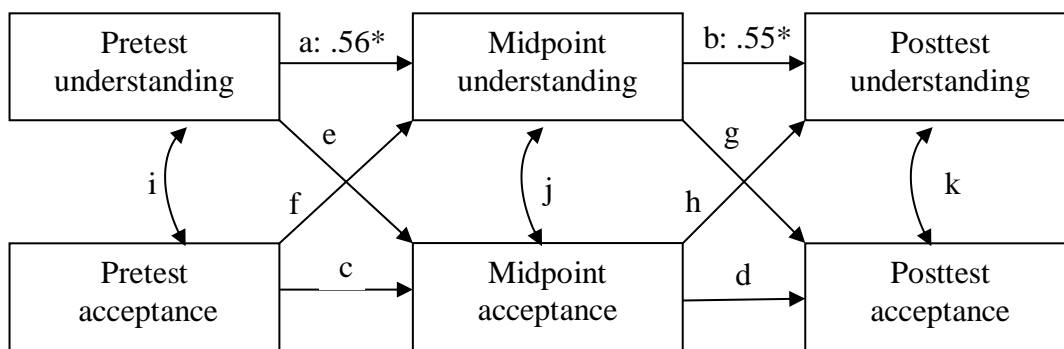 Pretest
understanding
a: .56*
Midpoint
understanding
b: .55*
Posttest
understanding
e
g
i
f
j
h
k
Pretest
acceptance
c
Midpoint
acceptance
d
Posttest
acceptance